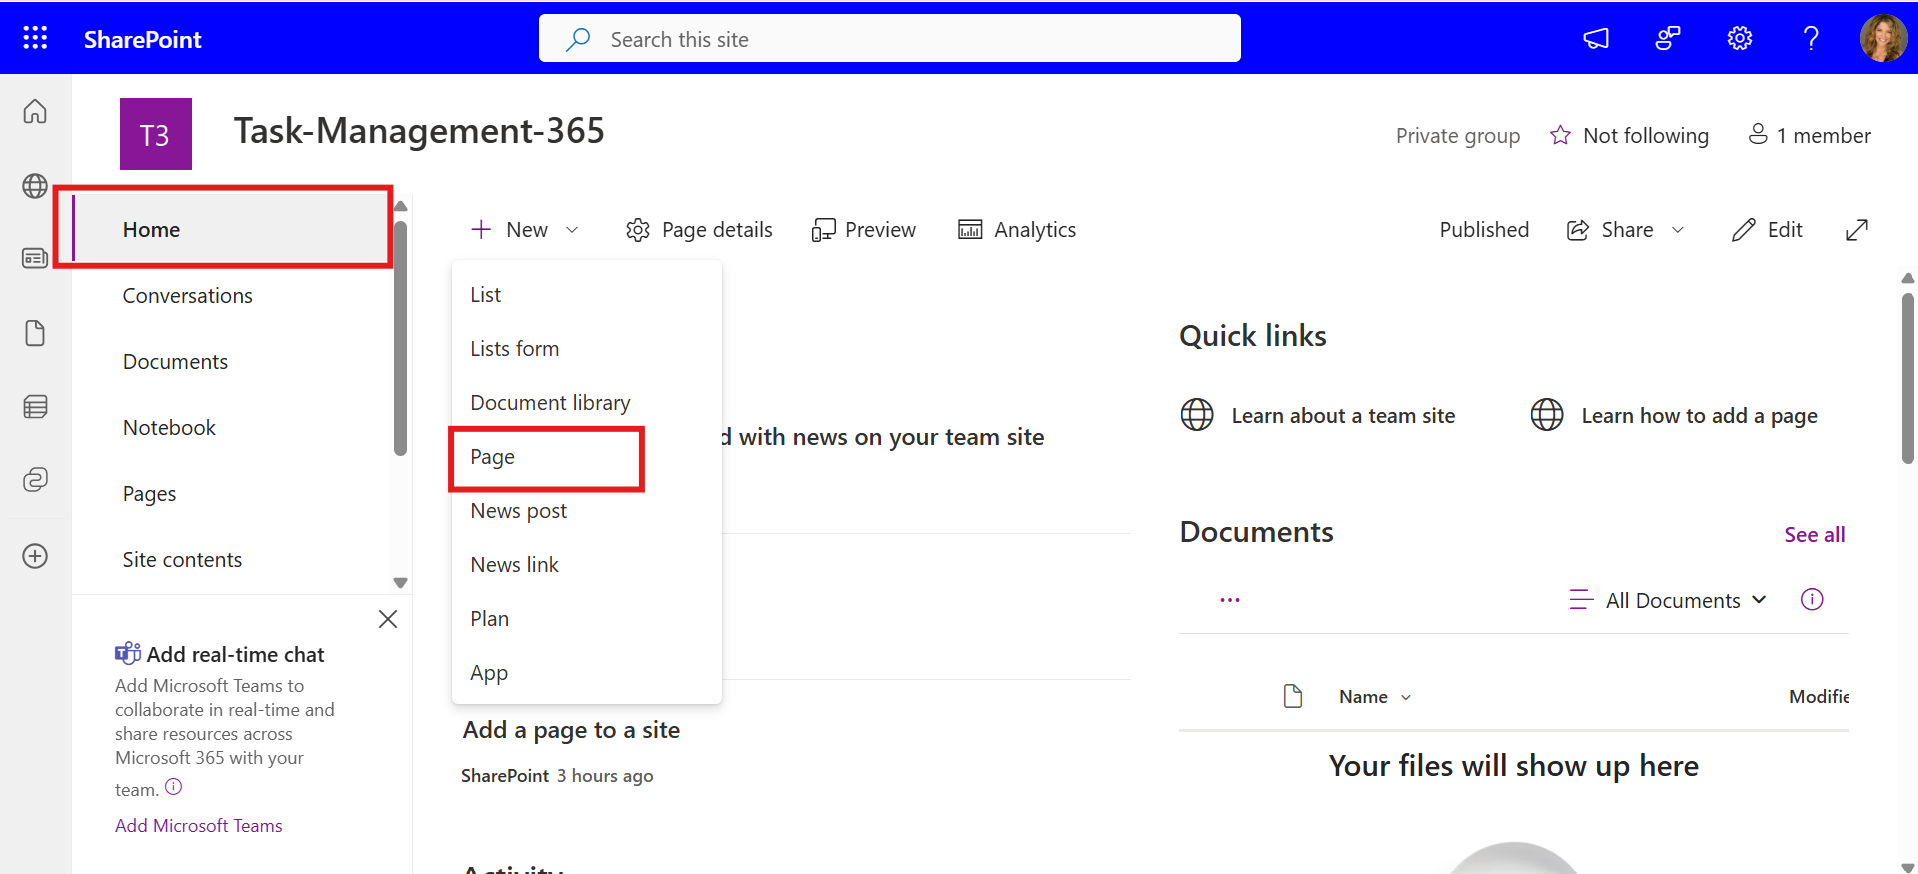 SharePoint
Search this site
T3
Task-Management-365
Private group
Not following
1 member
Home
Conversations
Documents
Notebook
Pages
Site contents
Add real-time chat
Add Microsoft Teams to
collaborate in real-time and
share resources across
Microsoft 365 with your
team.
Add Microsoft Teams
New
Page details
Preview
Analytics
Published
Share
Edit
List
Lists form
Document library
Page
News post
News link
Plan
App
d with news on your team site
Add a page to a site
SharePoint 3 hours ago
Activity
Quick links
Learn about a team site
Learn how to add a page
Documents
See all
All Documents
Name
Modifie
Your files will show up here